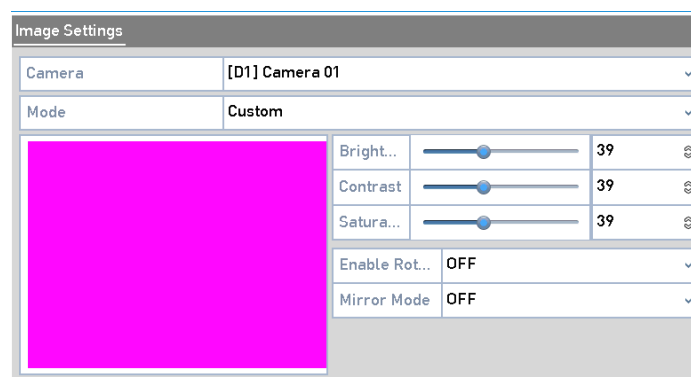 Image Settings
Camera [D1] Camera 01
Mode Custom
Bright... 39
Contrast 39
Satura... 39
Enable Rot... OFF
Mirror Mode OFF